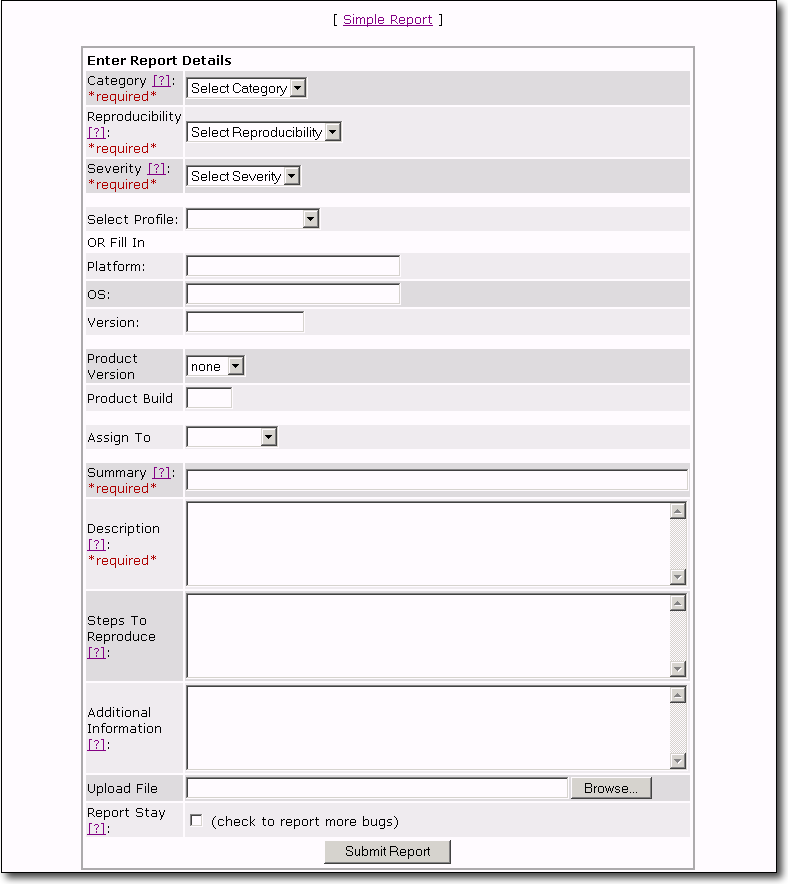 [ Simple Report ]
Enter Report Details
Category [?]:
*required*
Select Category
Reproducibility
[?]:
*required*
Select Reproducibility
Severity [?]:
*required*
Select Severity
Select Profile:
OR Fill In
Platform:
OS:
Version:
Product
Version
none
Product Build
Assign To
Summary [?]:
*required*
Description
[?]:
*required*
Steps To
Reproduce
[?]:
Additional
Information
[?]:
Upload File
Browse...
Report Stay
[?]:
(check to report more bugs)
Submit Report